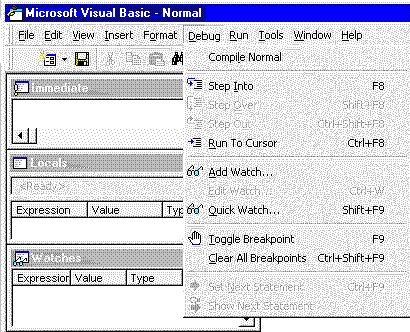 Microsoft Visual Basic - Normal
File Edit View Insert Format Debug Run Tools Window Help
Compile Normal
Immediate
Step Into F8
Step Over Shift+F8
Step Out Ctrl+Shift+F8
Run To Cursor Ctrl+F8
Locals
Add Watch...
<Ready>
Edit Watch... Ctrl+W
Expression Value Typ
Quick Watch... Shift+F9
Toggle Breakpoint F9
Watches
Clear All Breakpoints Ctrl+Shift+F9
Expression Value Type
Set Next Statement Ctrl+F9
Show Next Statement